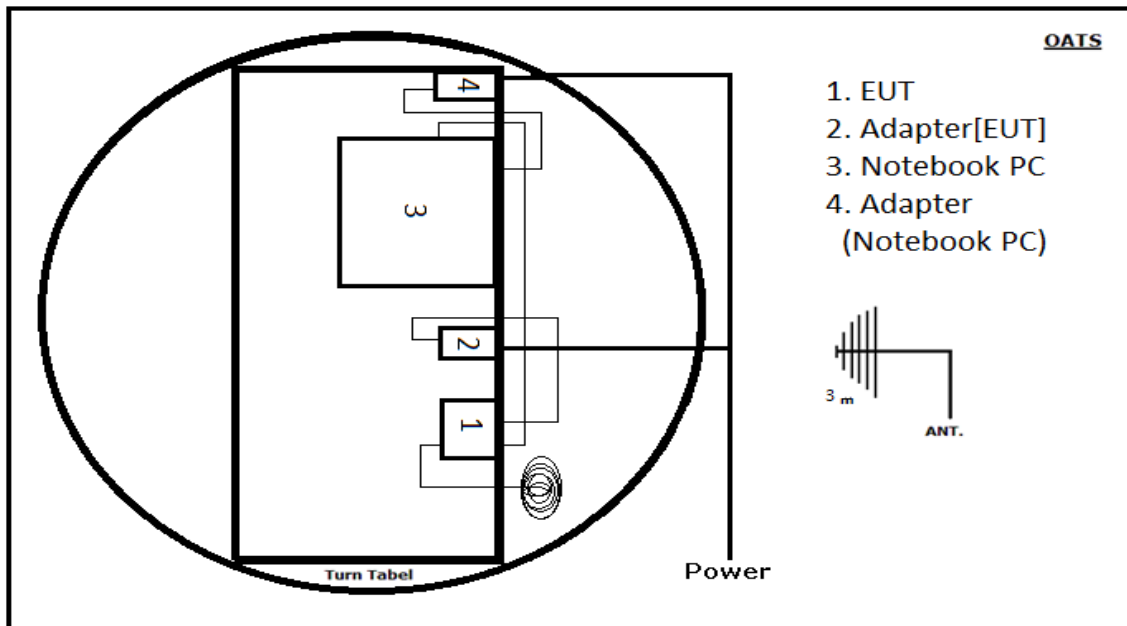 OATS
1. EUT
2. Adapter[EUT]
3. Notebook PC
4. Adapter
(Notebook PC)
4
3
2
1
3 m
ANT.
Turn Tabel
Power